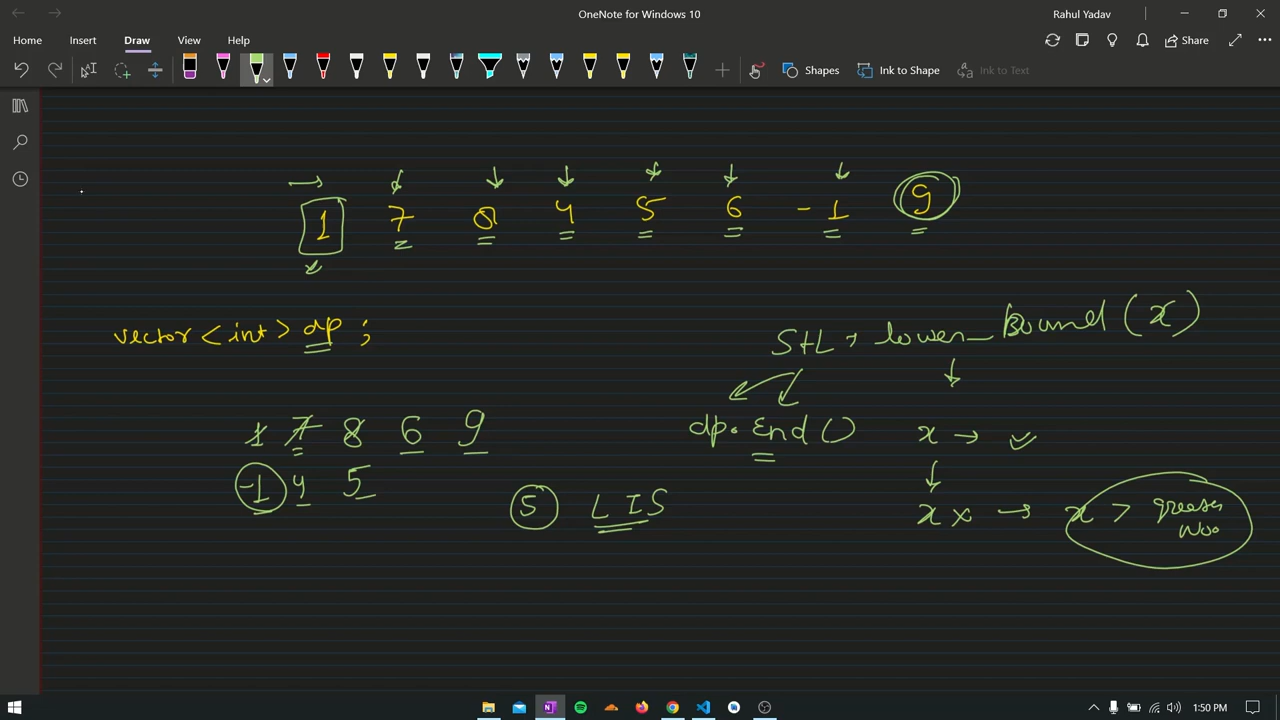 OneNote for Windows 10
Rahul Yadav
Home Insert Draw View Help
Share
Shapes
Ink to Shape
Ink to Text
1 7 0 4 5 6 -1 9
vector <int> dp ;
STL → lower_Bound (x)
1 7 8 6 9
dp. End ()
x →
-1 4 5
5 LIS
x × → x > greater
1:50 PM